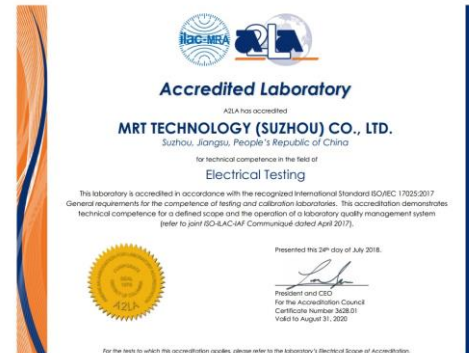 ilac-MRA
A2LA
Accredited Laboratory
A2LA has accredited
MRT TECHNOLOGY (SUZHOU) CO., LTD.
Suzhou, Jiangsu, People's Republic of China
for technical competence in the field of
Electrical Testing
This laboratory is accredited in accordance with the recognized International Standard ISO/IEC 17025:2017
General requirements for the competence of testing and calibration laboratories. This accreditation demonstrates
technical competence for a defined scope and the operation of a laboratory quality management system
(refer to joint ISO-ILAC-IAF Communiqué dated April 2017).
Presented this 24th day of July 2018.
President and CEO
For the Accreditation Council
Certificate Number 3628.01
Valid to August 31, 2020
SEAL
1978
A2LA
For the tests to which this accreditation applies, please refer to the laboratory's Electrical Scope of Accreditation.